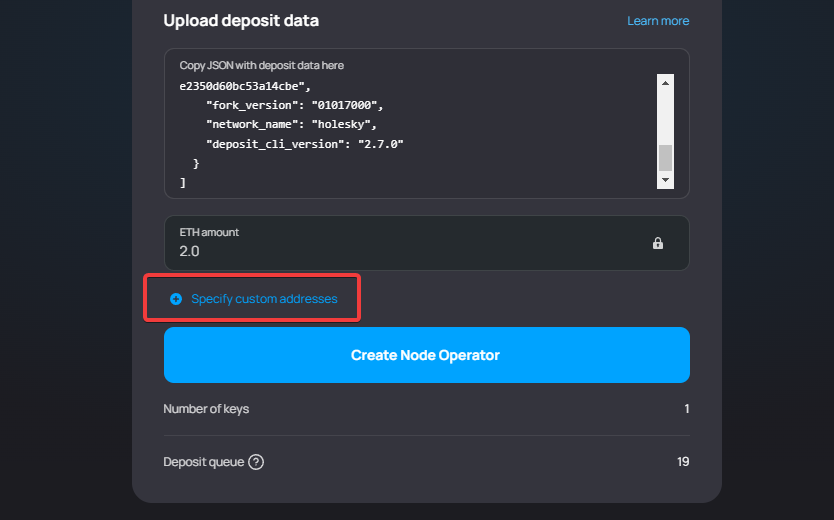 Upload deposit data
Learn more
Copy JSON with deposit data here
e2350d60bc53a14cbe",
    "fork_version": "01017000",
    "network_name": "holesky",
    "deposit_cli_version": "2.7.0"
  }
]
ETH amount
2.0
Specify custom addresses
Create Node Operator
Number of keys 1
Deposit queue ? 19